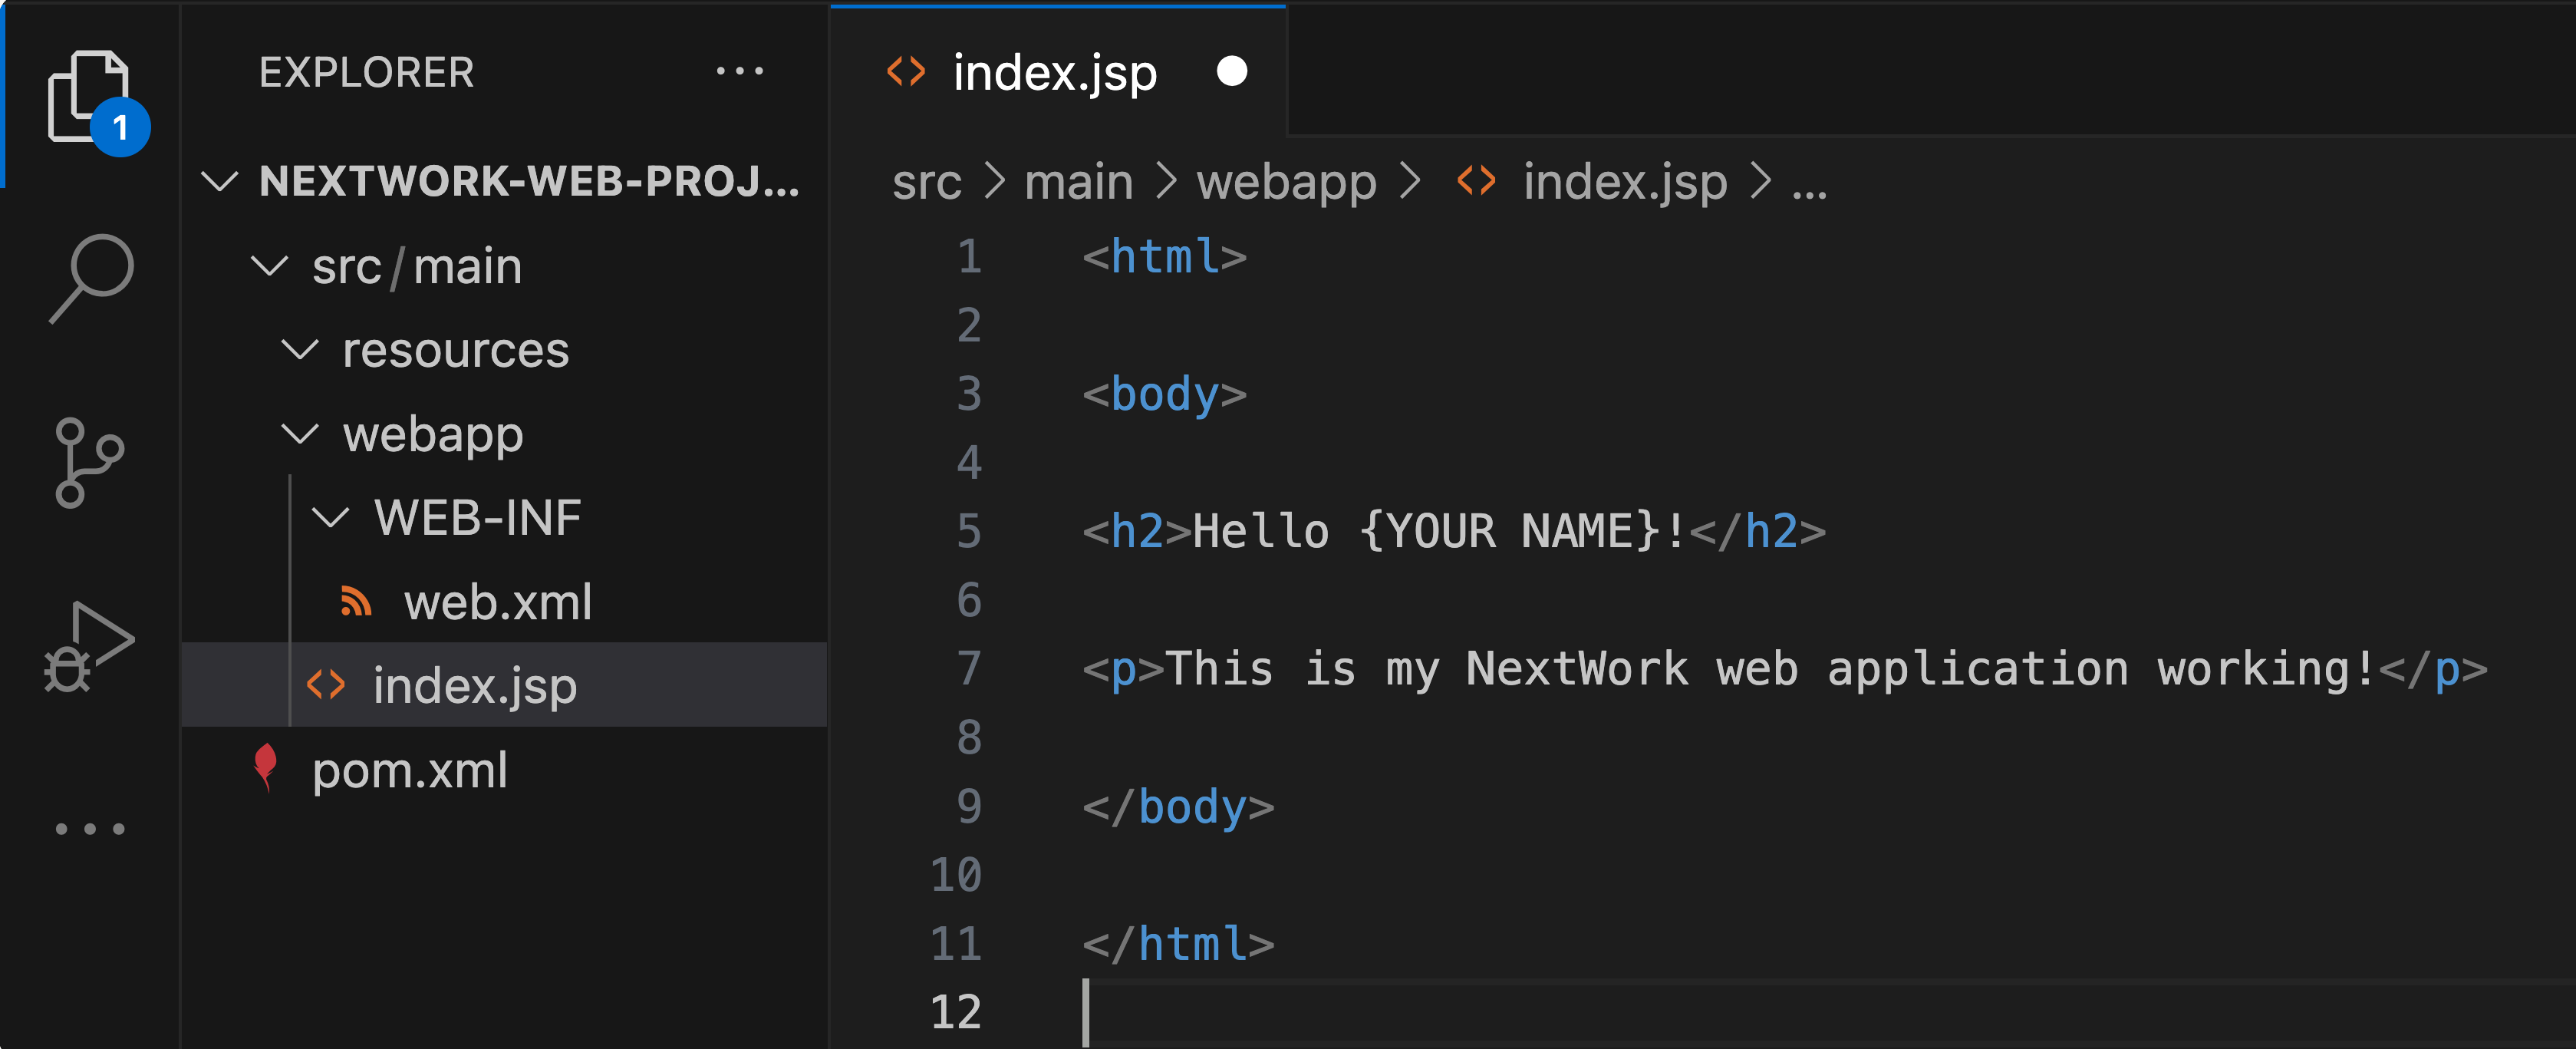 1
EXPLORER
NEXTWORK-WEB-PROJ...
src/main
resources
webapp
WEB-INF
web.xml
index.jsp
pom.xml
index.jsp
src > main > webapp > index.jsp > ...
1 <html>
2
3 <body>
4
5 <h2>Hello {YOUR NAME}!</h2>
6
7 <p>This is my NextWork web application working!</p>
8
9 </body>
10
11 </html>
12